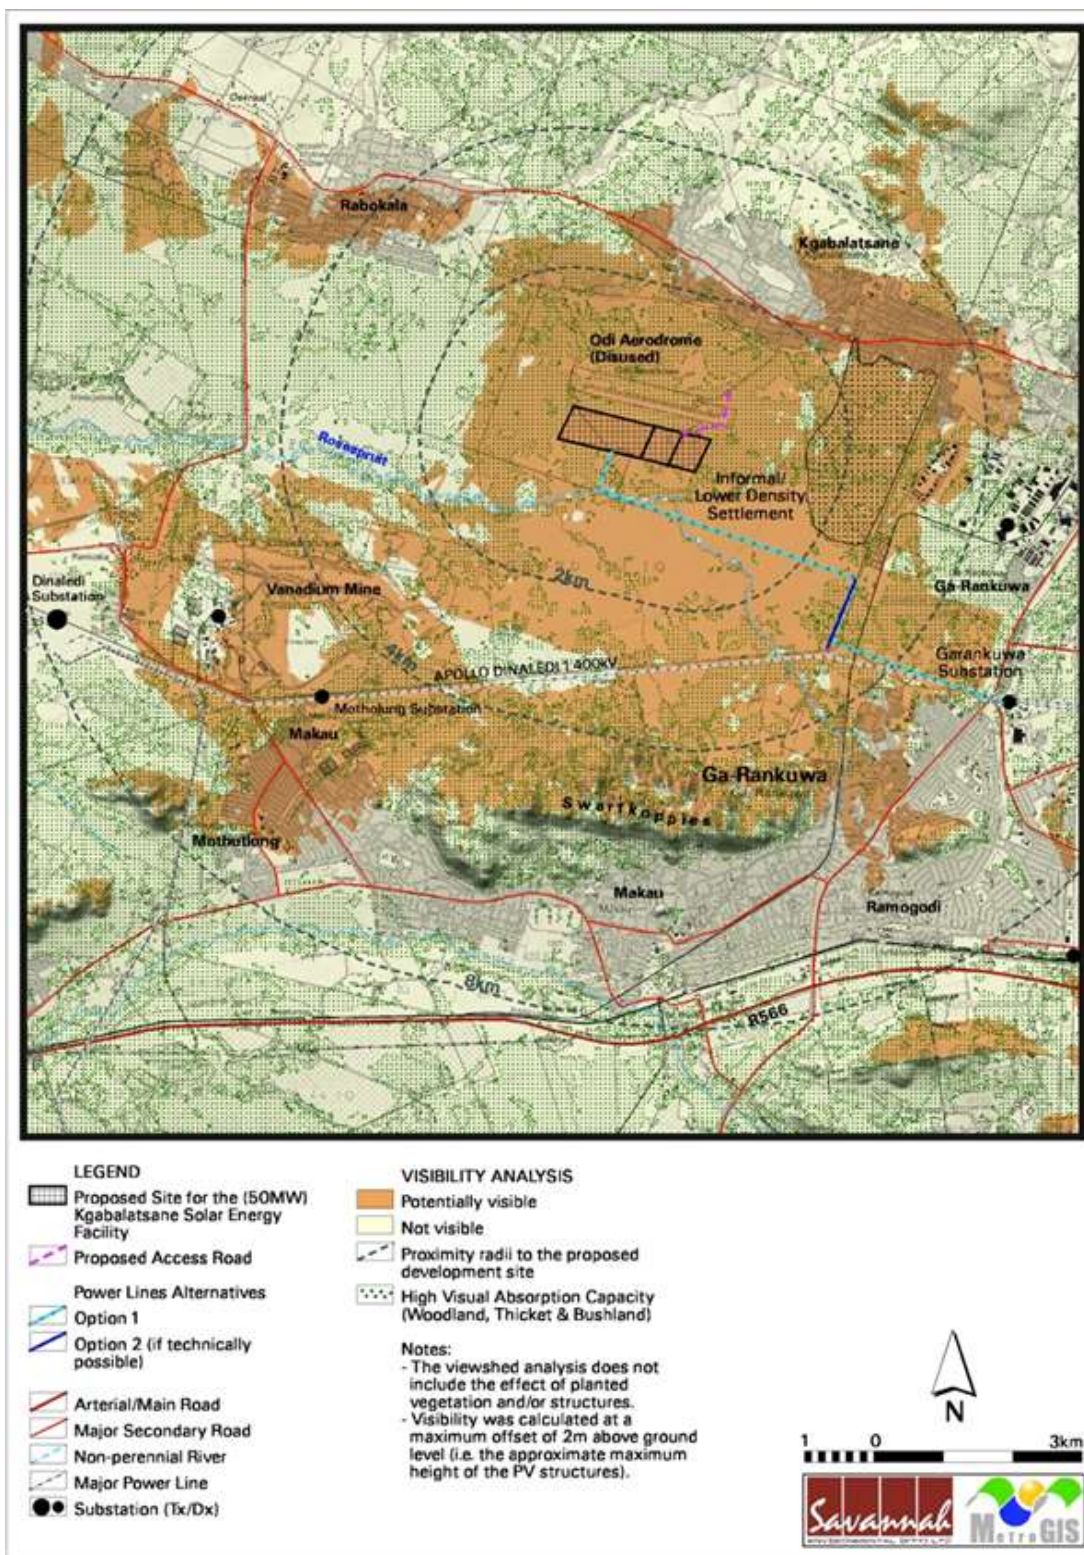 Rabokala
Kgabalatsane
Odi Aerodrome
(Disused)
Rosespruit
Informal/
Lower Density
Settlement
2km
Dinaledi
Substation
Vanadium Mine
Ga-Rankuwa
4km
APOLLO DINALEDI 1 400kV
Garankuwa
Substation
Motholung Substation
Makau
Ga-Rankuwa
Swartkoppies
Mothutlong
Makau
Ramogodi
8km
R566
LEGEND
Proposed Site for the (50MW)
Kgabalatsane Solar Energy
Facility
Proposed Access Road
Power Lines Alternatives
Option 1
Option 2 (if technically
possible)
Arterial/Main Road
Major Secondary Road
Non-perennial River
Major Power Line
Substation (Tx/Dx)
VISIBILITY ANALYSIS
Potentially visible
Not visible
Proximity radii to the proposed
development site
High Visual Absorption Capacity
(Woodland, Thicket & Bushland)
Notes:
- The viewshed analysis does not
include the effect of planted
vegetation and/or structures.
- Visibility was calculated at a
maximum offset of 2m above ground
level (i.e. the approximate maximum
height of the PV structures).
N
1 0 3km
Savannah
ENVIRONMENTAL (PTY) LTD
MetroGIS